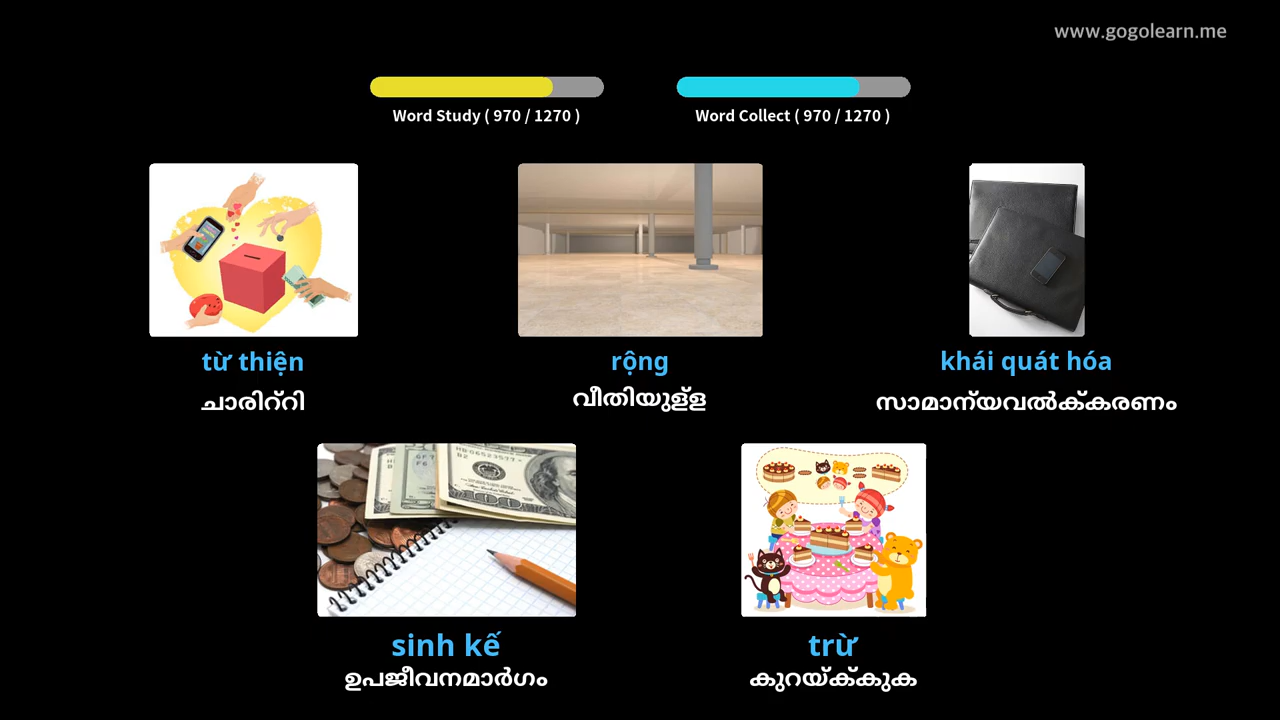 www.gogolearn.me
Word Study ( 970 / 1270 )
Word Collect ( 970 / 1270 )
từ thiện
ചാരിറ്റി
rộng
വീതിയുള്ള
khái quát hóa
സാമാന്യവൽക്കരണം
sinh kế
ഉപജീവനമാർഗം
trừ
കുറയ്ക്കുക